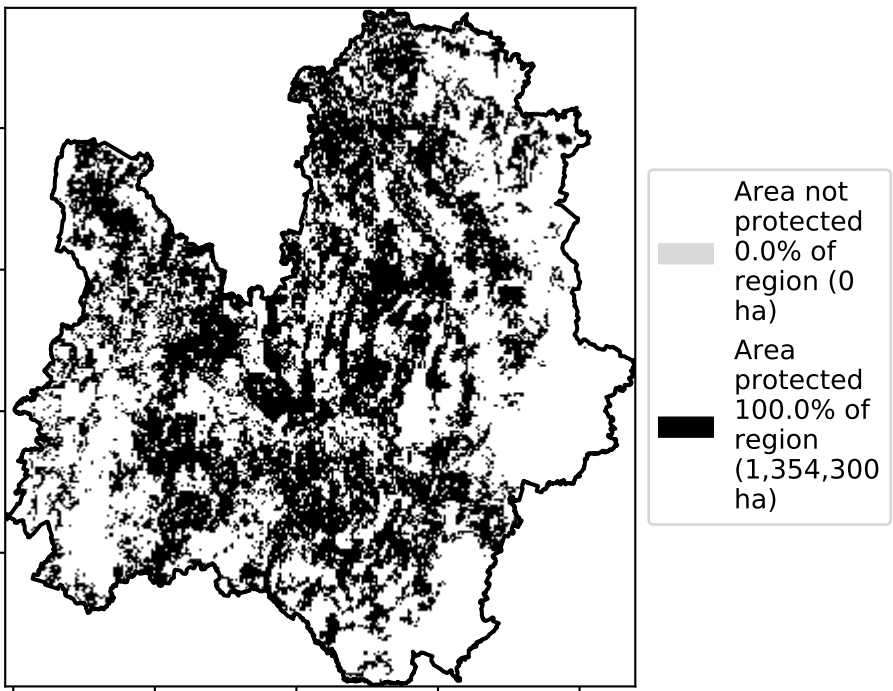 Area not
protected
0.0% of
region (0
ha)
Area
protected
100.0% of
region
(1,354,300
ha)